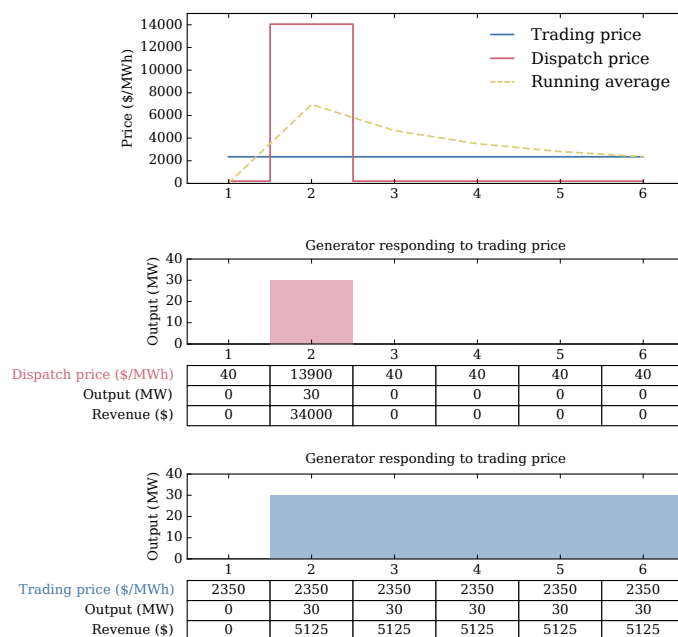 14000
12000
10000
8000
6000
4000
2000
0
Price ($/MWh)
Trading price
Dispatch price
Running average
1 2 3 4 5 6
Generator responding to trading price
40
30
20
10
0
Output (MW)
1 2 3 4 5 6
Dispatch price ($/MWh) 40 13900 40 40 40 40
Output (MW) 0 30 0 0 0 0
Revenue ($) 0 34000 0 0 0 0
Generator responding to trading price
40
30
20
10
0
Output (MW)
1 2 3 4 5 6
Trading price ($/MWh) 2350 2350 2350 2350 2350 2350
Output (MW) 0 30 30 30 30 30
Revenue ($) 0 5125 5125 5125 5125 5125